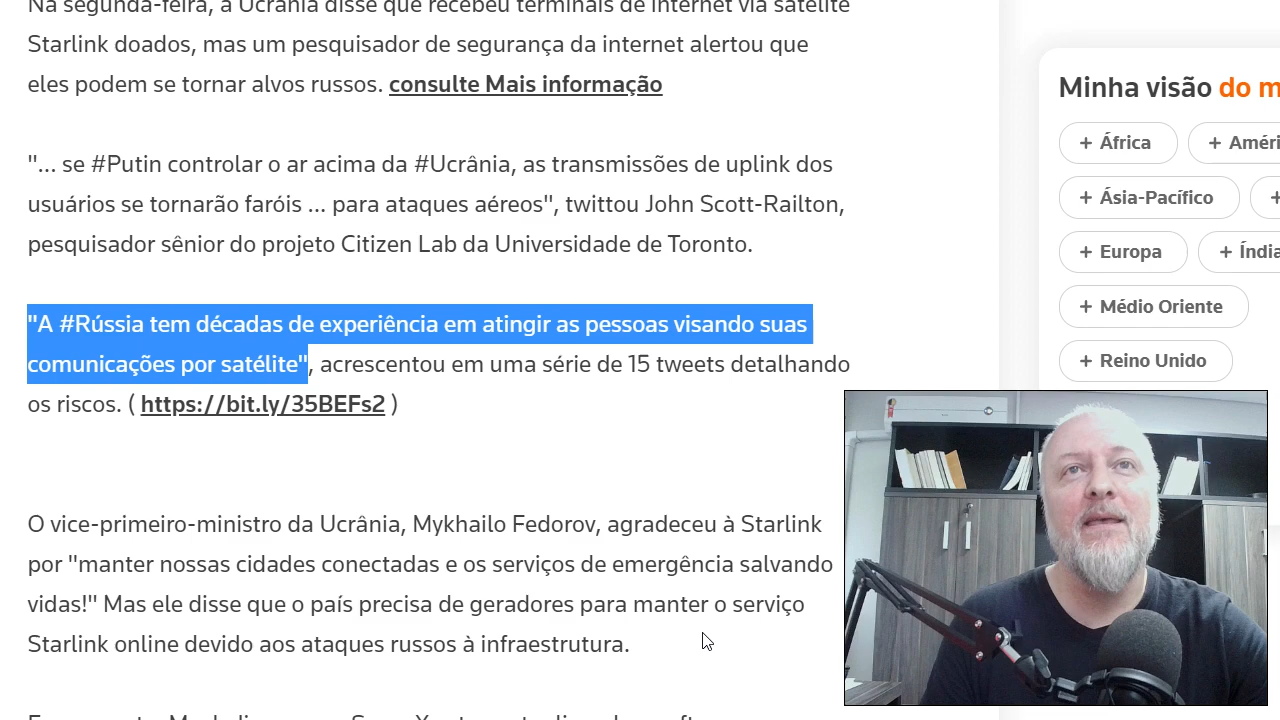 Na segunda-feira, a Ucrânia disse que recebeu terminais de internet via satélite
Starlink doados, mas um pesquisador de segurança da internet alertou que
eles podem se tornar alvos russos. consulte Mais informação
"... se #Putin controlar o ar acima da #Ucrânia, as transmissões de uplink dos
usuários se tornarão faróis ... para ataques aéreos", twittou John Scott-Railton,
pesquisador sênior do projeto Citizen Lab da Universidade de Toronto.
"A #Rússia tem décadas de experiência em atingir as pessoas visando suas
comunicações por satélite", acrescentou em uma série de 15 tweets detalhando
os riscos. ( https://bit.ly/35BEFs2 )
O vice-primeiro-ministro da Ucrânia, Mykhailo Fedorov, agradeceu à Starlink
por "manter nossas cidades conectadas e os serviços de emergência salvando
vidas!" Mas ele disse que o país precisa de geradores para manter o serviço
Starlink online devido aos ataques russos à infraestrutura.
Minha visão do m
+ África
+ Améri
+ Ásia-Pacífico
+
+ Europa
+ Índia
+ Médio Oriente
+ Reino Unido